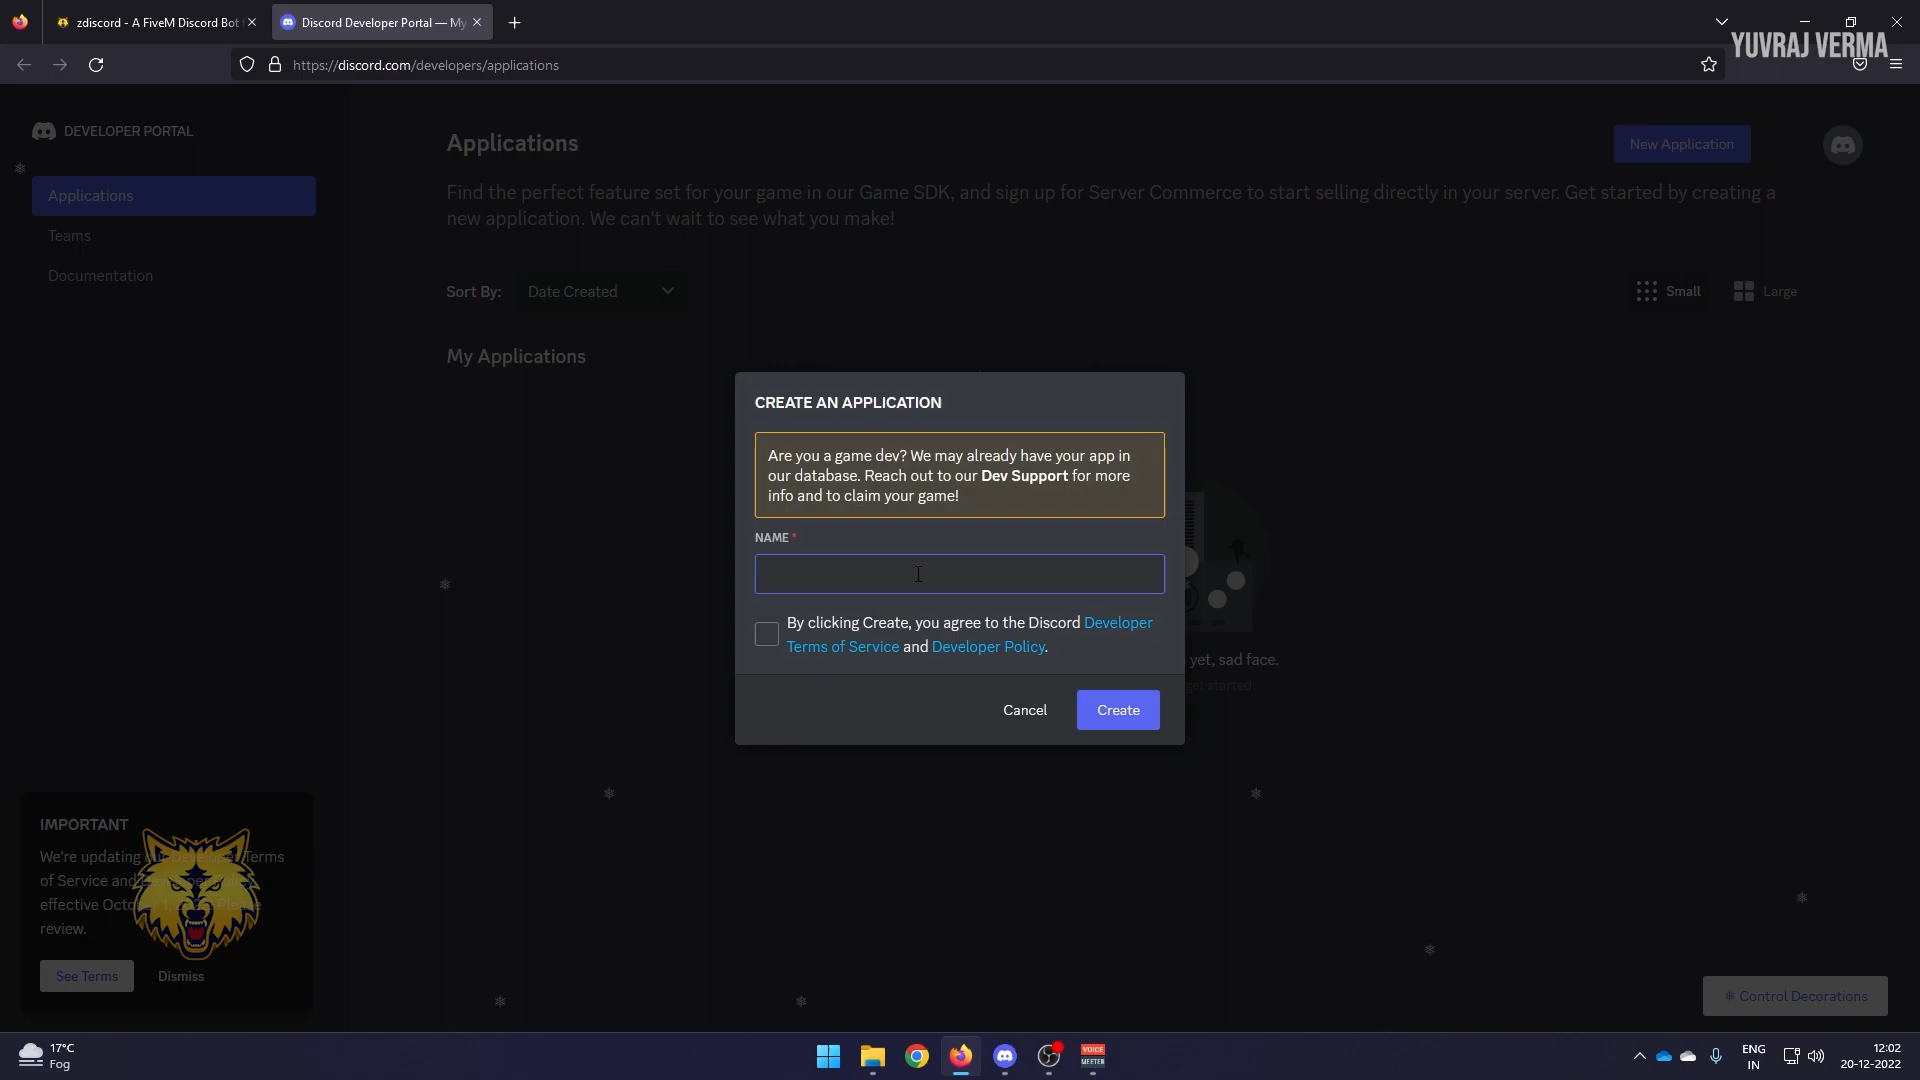 zdiscord - A FiveM Discord Bot
Discord Developer Portal — My
YUVRAJ VERMA
https://discord.com/developers/applications
DEVELOPER PORTAL
Applications
Teams
Documentation
Applications
New Application
Find the perfect feature set for your game in our Game SDK, and sign up for Server Commerce to start selling directly in your server. Get started by creating a
new application. We can't wait to see what you make!
Sort By:
Date Created
Small
Large
My Applications
CREATE AN APPLICATION
Are you a game dev? We may already have your app in
our database. Reach out to our Dev Support for more
info and to claim your game!
NAME *
By clicking Create, you agree to the Discord Developer
Terms of Service and Developer Policy.
Cancel
Create
yet, sad face.
get started
IMPORTANT
We're updating our Developer Terms
of Service and
effective
Please
review.
See Terms
Dismiss
Control Decorations
17°C
Fog
VOICE
MEETER
ENG
IN
12:02
20-12-2022